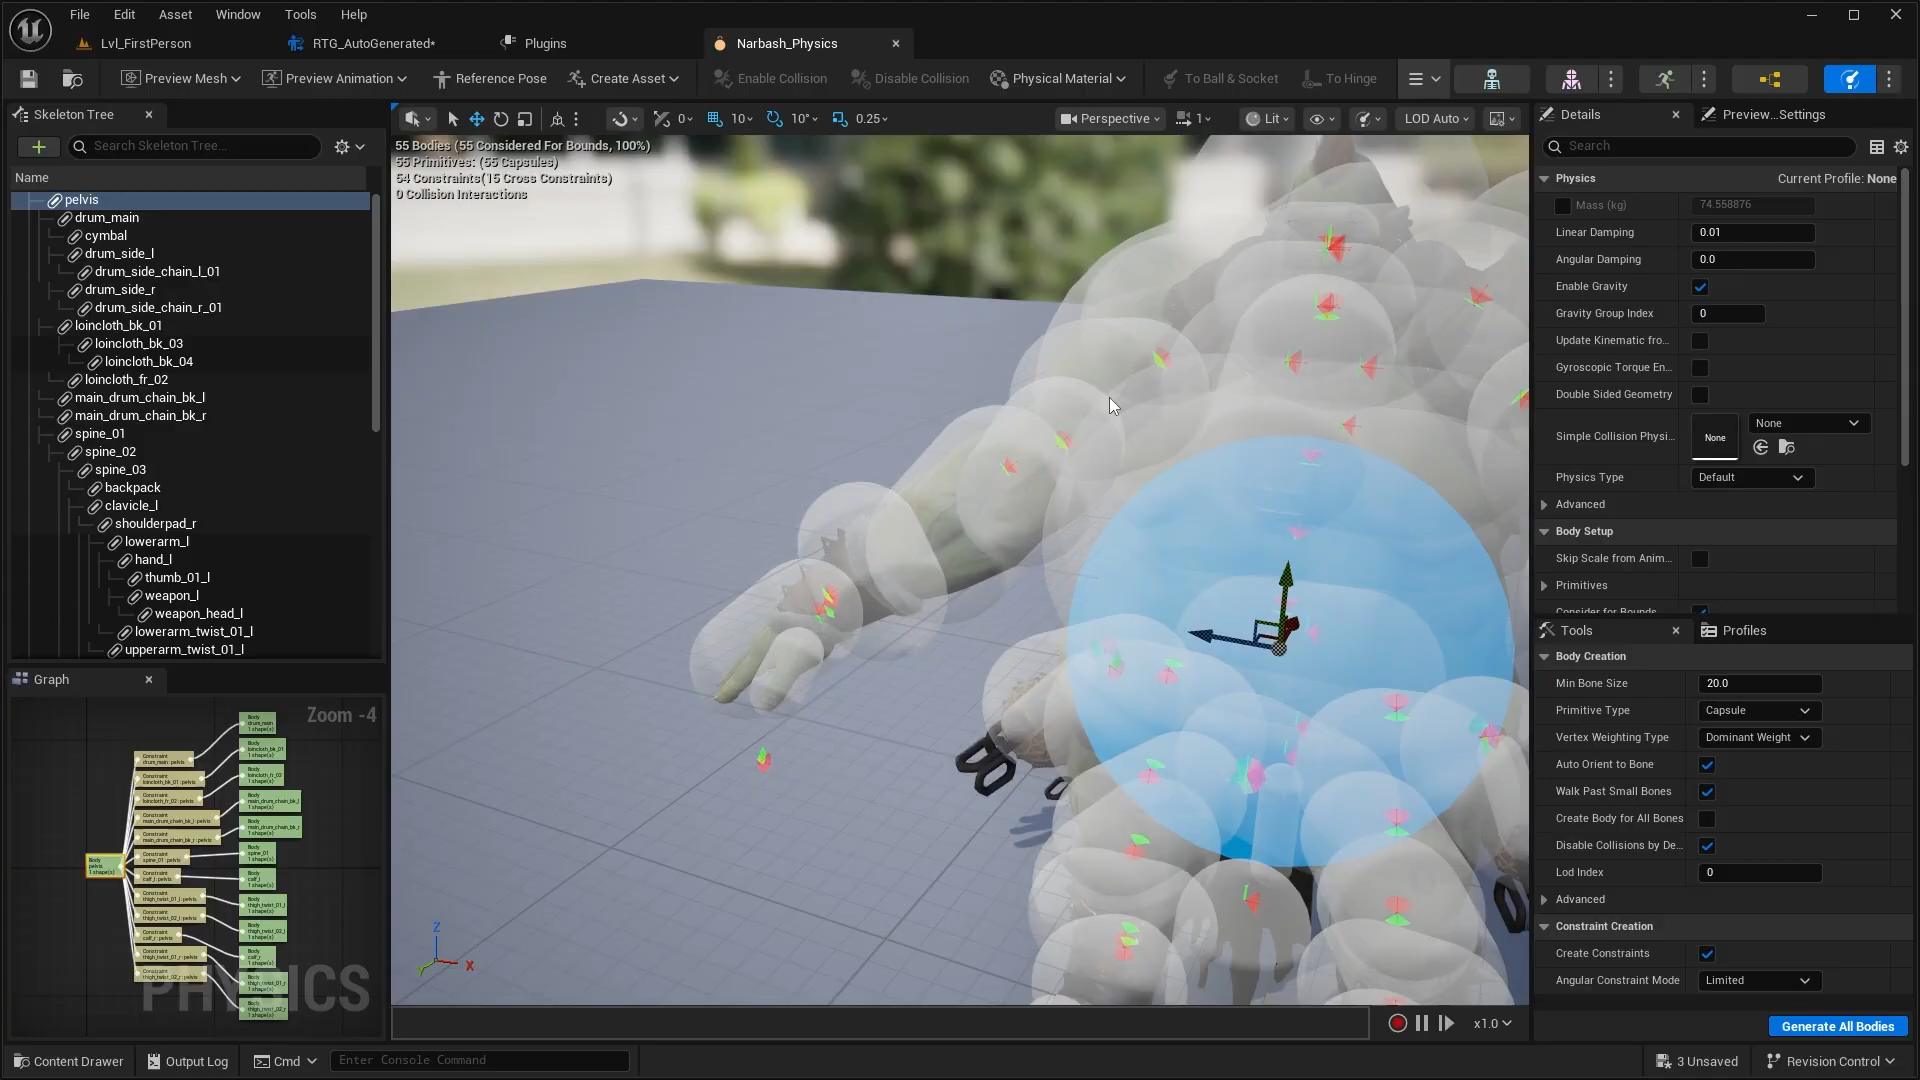 File Edit Asset Window Tools Help
Lvl_FirstPerson RTG_AutoGenerated* Plugins Narbash_Physics
Preview Mesh Preview Animation Reference Pose Create Asset Enable Collision Disable Collision Physical Material To Ball & Socket To Hinge
Skeleton Tree
Search Skeleton Tree...
Name
pelvis
drum_main
cymbal
drum_side_l
drum_side_chain_l_01
drum_side_r
drum_side_chain_r_01
loincloth_bk_01
loincloth_bk_03
loincloth_bk_04
loincloth_fr_02
main_drum_chain_bk_l
main_drum_chain_bk_r
spine_01
spine_02
spine_03
backpack
clavicle_l
shoulderpad_r
lowerarm_l
hand_l
thumb_01_l
weapon_l
weapon_head_l
lowerarm_twist_01_l
upperarm_twist_01_l
Graph
Zoom -4
PHYSICS
0 10 10° 0.25 Perspective 1 Lit LOD Auto
55 Bodies (55 Considered For Bounds, 100%)
55 Primitives: (55 Capsules)
54 Constraints(15 Cross Constraints)
0 Collision Interactions
Z
X
x1.0
Details Preview...Settings
Search
Physics Current Profile: None
Mass (kg) 74.558876
Linear Damping 0.01
Angular Damping 0.0
Enable Gravity
Gravity Group Index 0
Update Kinematic fro...
Gyroscopic Torque En...
Double Sided Geometry
Simple Collision Physi... None None
Physics Type Default
Advanced
Body Setup
Skip Scale from Anim...
Primitives
Consider for Bounds
Tools Profiles
Body Creation
Min Bone Size 20.0
Primitive Type Capsule
Vertex Weighting Type Dominant Weight
Auto Orient to Bone
Walk Past Small Bones
Create Body for All Bones
Disable Collisions by De...
Lod Index 0
Advanced
Constraint Creation
Create Constraints
Angular Constraint Mode Limited
Generate All Bodies
Content Drawer Output Log Cmd Enter Console Command 3 Unsaved Revision Control